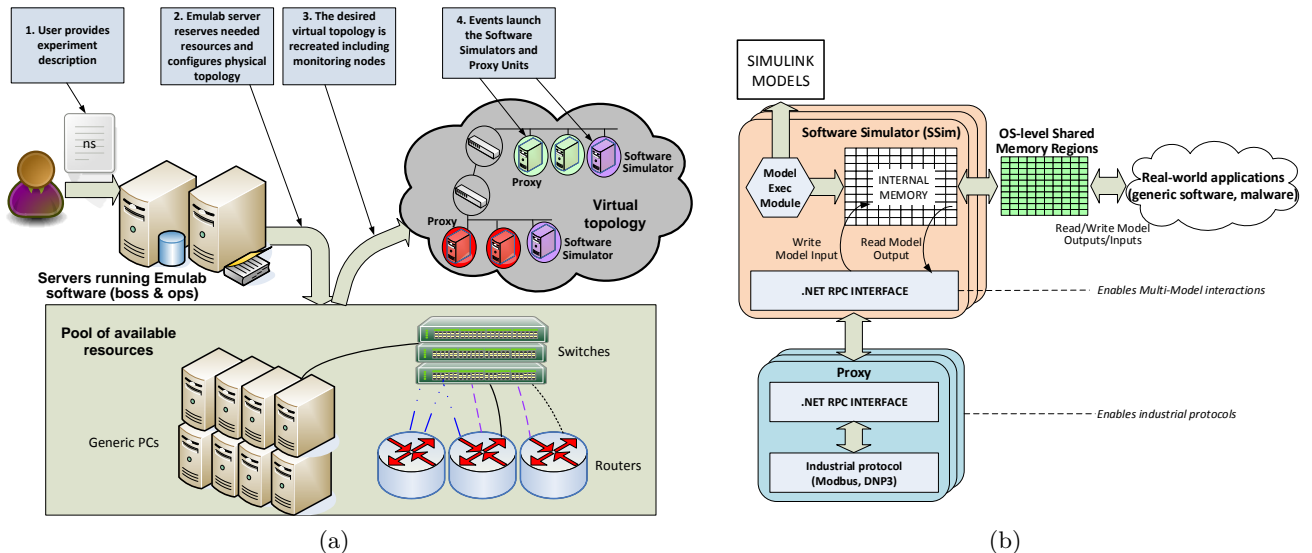 1. User provides
experiment
description
2. Emulab server
reserves needed
resources and
configures physical
topology
3. The desired
virtual topology is
recreated including
monitoring nodes
4. Events launch
the Software
Simulators and
Proxy Units
ns
Servers running Emulab
software (boss & ops)
Proxy
Software
Simulator
Virtual
topology
Proxy
Software
Simulator
Pool of available
resources
Switches
Generic PCs
Routers
(a)
SIMULINK
MODELS
Software Simulator (SSim)
Model
Exec
Module
INTERNAL
MEMORY
OS-level Shared
Memory Regions
Real-world applications
(generic software, malware)
Read/Write Model
Outputs/Inputs
Write
Model Input
Read Model
Output
.NET RPC INTERFACE
Enables Multi-Model interactions
Proxy
.NET RPC INTERFACE
Enables industrial protocols
Industrial protocol
(Modbus, DNP3)
(b)